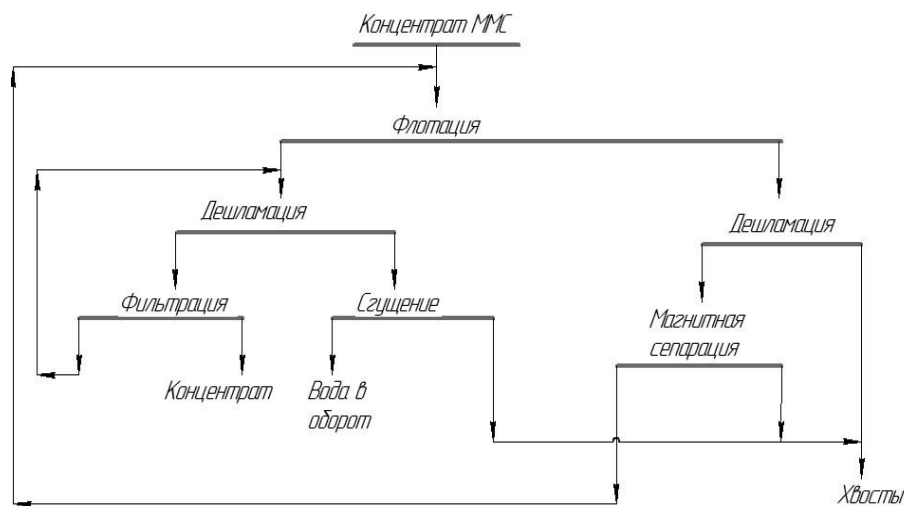 Концентрат ММС
Флотация
Дешламация
Дешламация
Фильтрация
Сгущение
Магнитная
сепарация
Концентрат
Вода в
оборот
Хвосты